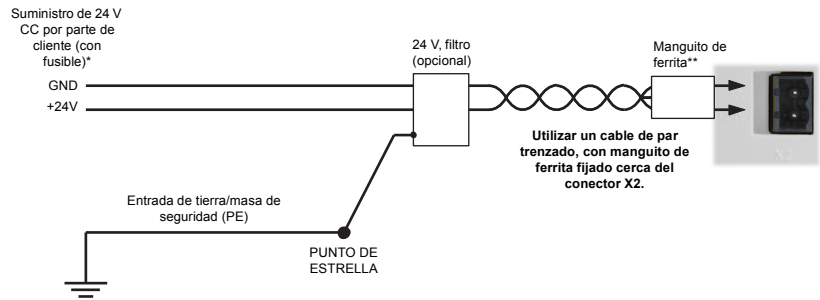 Suministro de 24 V
CC por parte de
cliente (con
fusible)*
GND
+24V
24 V, filtro
(opcional)
Manguito de
ferrita**
X2
Utilizar un cable de par
trenzado, con manguito de
ferrita fijado cerca del
conector X2.
Entrada de tierra/masa de
seguridad (PE)
PUNTO DE
ESTRELLA